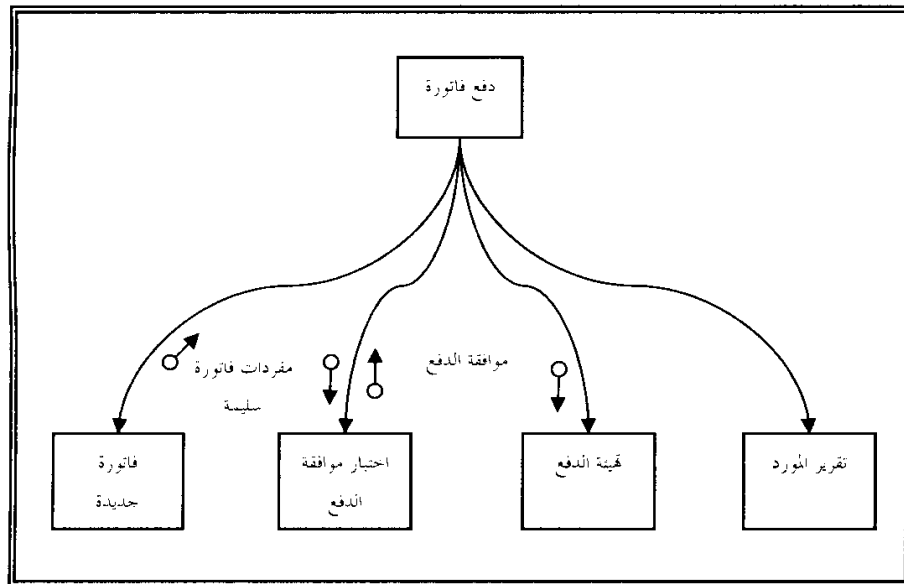 دفع فاتورة
موافقة الدفع
مفردات فاتورة
سليمة
تقرير المورد
تهيئة الدفع
اختبار موافقة
الدفع
فاتورة
جديدة